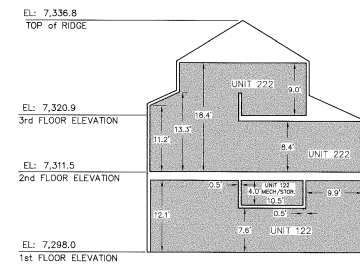 EL: 7,336.8
TOP of RIDGE
UNIT 222
9.0'
EL: 7,320.9
3rd FLOOR ELEVATION
18.4'
13.3'
11.2'
8.4'
UNIT 222
EL: 7,311.5
2nd FLOOR ELEVATION
0.5'
4.0'
UNIT 122
MECH/STOR.
10.5'
9.9'
12.1'
0.5'
7.6'
UNIT 122
EL: 7,298.0
1st FLOOR ELEVATION